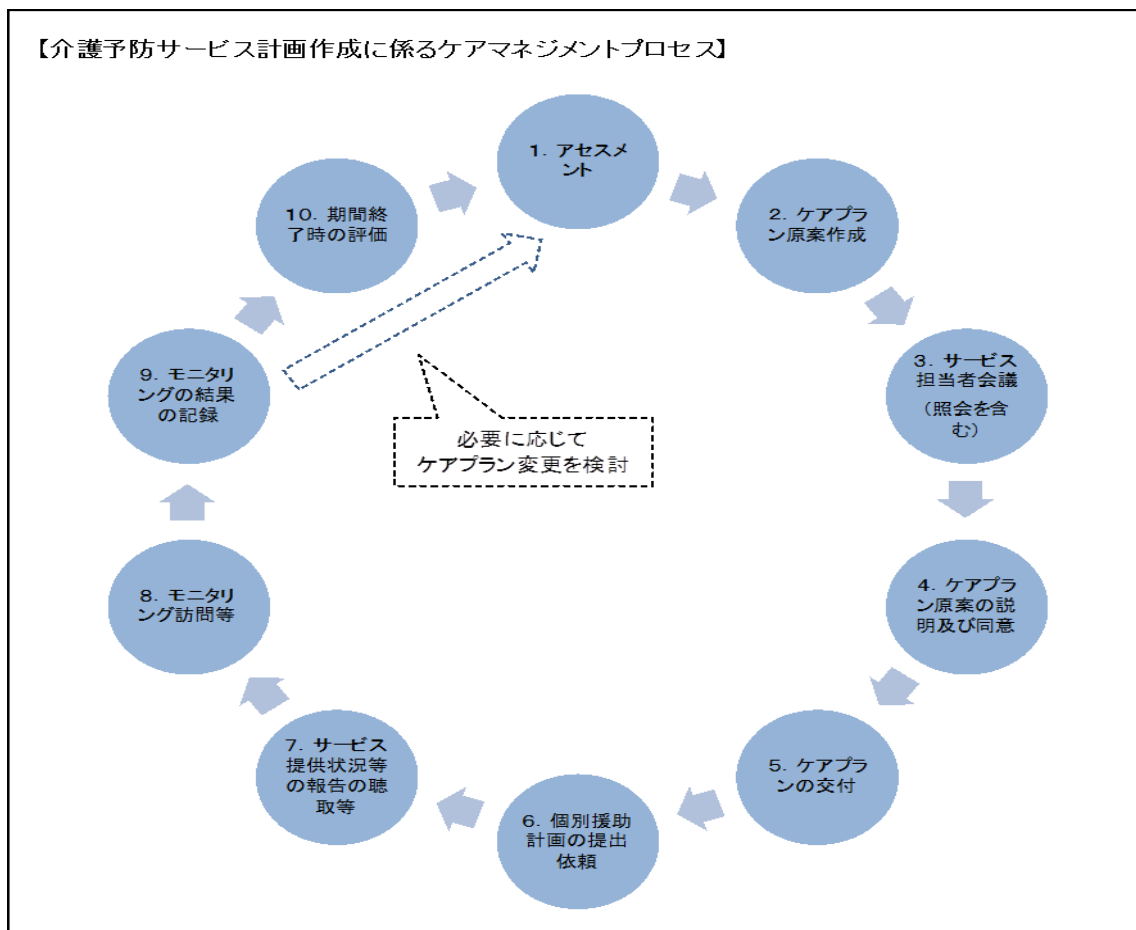 【介護予防サービス計画作成に係るケアマネジメントプロセス】
1．アセスメ
ント
2．ケアプラ
ン原案作成
3．サービス
担当者会議
（照会を含
む）
4．ケアプラ
ン原案の説
明及び同意
5．ケアプラ
ンの交付
6．個別援助
計画の提出
依頼
7．サービス
提供状況等
の報告の聴
取等
8．モニタリ
ング訪問等
9．モニタリ
ングの結果
の記録
10．期間終
了時の評価
必要に応じて
ケアプラン変更を検討